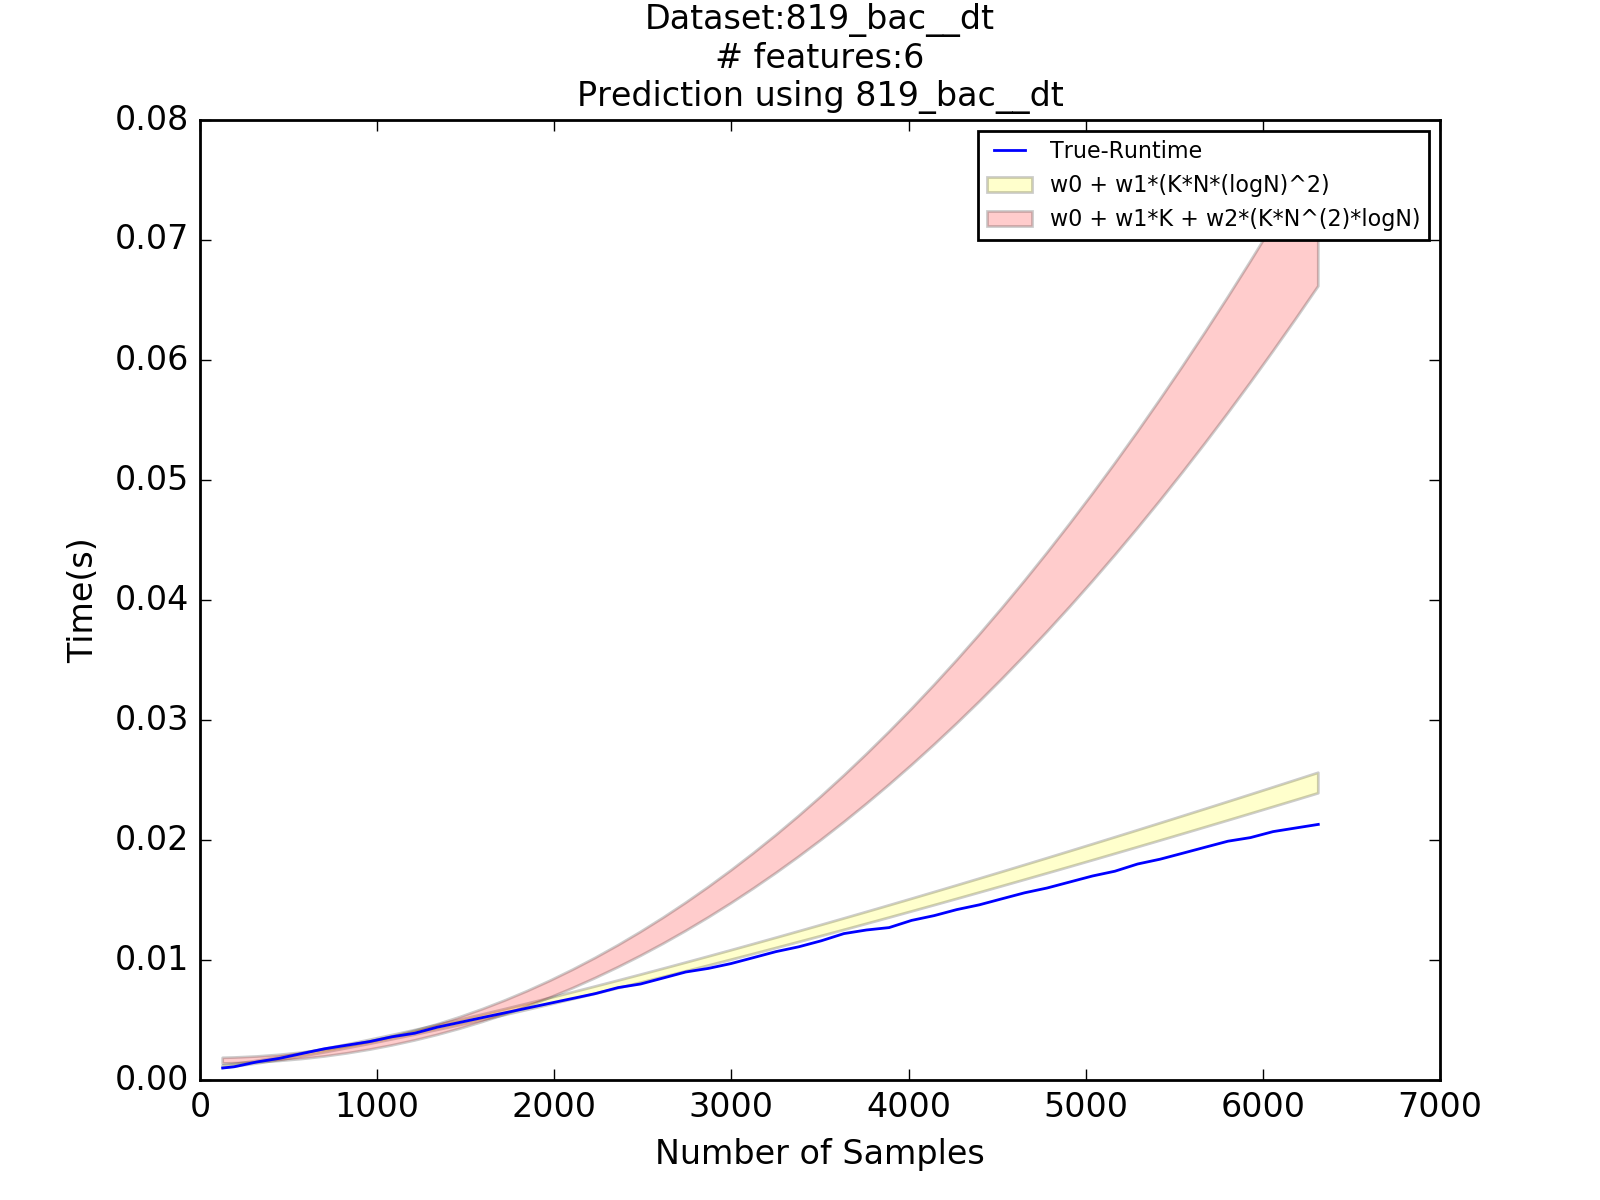 Dataset:819_bac__dt
# features:6
Prediction using 819_bac__dt
True-Runtime
w0 + w1*(K*N*(logN)^2)
w0 + w1*K + w2*(K*N^(2)*logN)
0.08
0.07
0.06
0.05
0.04
0.03
0.02
0.01
0.00
Time(s)
0 1000 2000 3000 4000 5000 6000 7000
Number of Samples